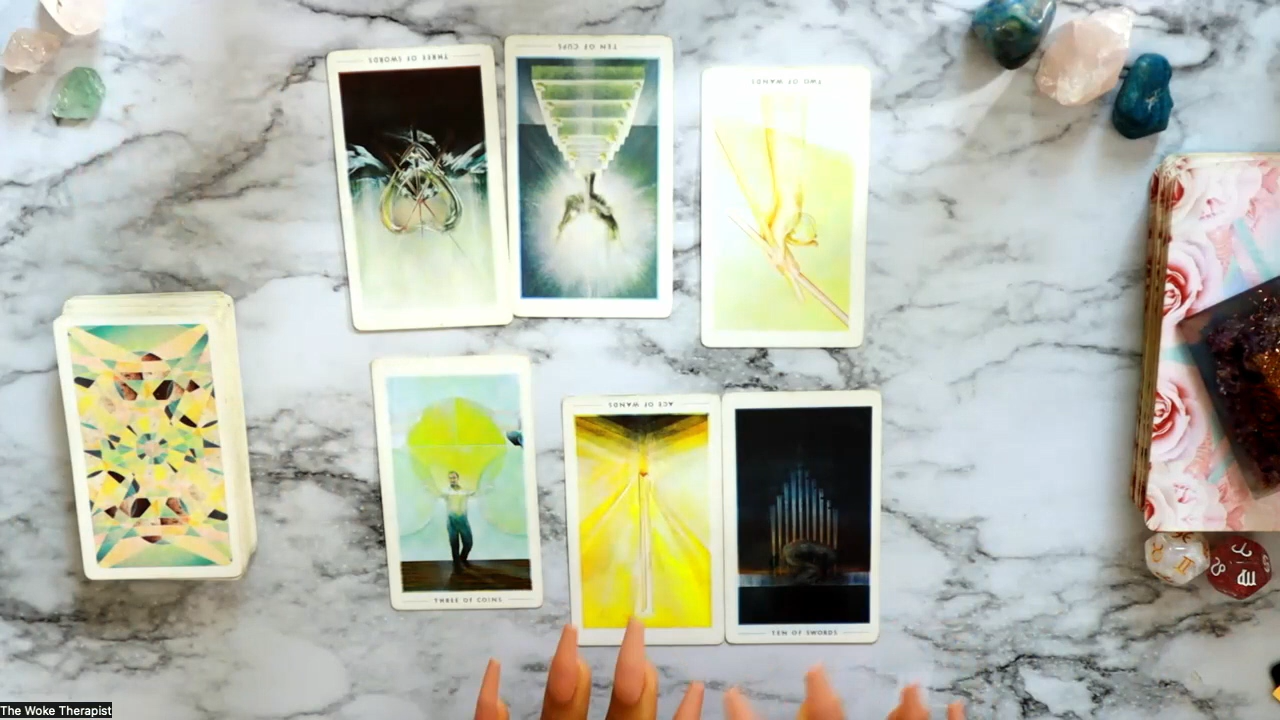 THREE OF SWORDS
TEN OF CUPS
TWO OF WANDS
THREE OF COINS
ACE OF WANDS
TEN OF SWORDS
The Woke Therapist